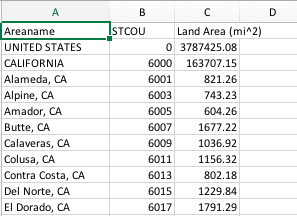 A B C D
Areaname STCOU Land Area (mi^2)
UNITED STATES 0 3787425.08
CALIFORNIA 6000 163707.15
Alameda, CA 6001 821.26
Alpine, CA 6003 743.23
Amador, CA 6005 604.26
Butte, CA 6007 1677.22
Calaveras, CA 6009 1036.92
Colusa, CA 6011 1156.32
Contra Costa, CA 6013 802.18
Del Norte, CA 6015 1229.84
El Dorado, CA 6017 1791.29